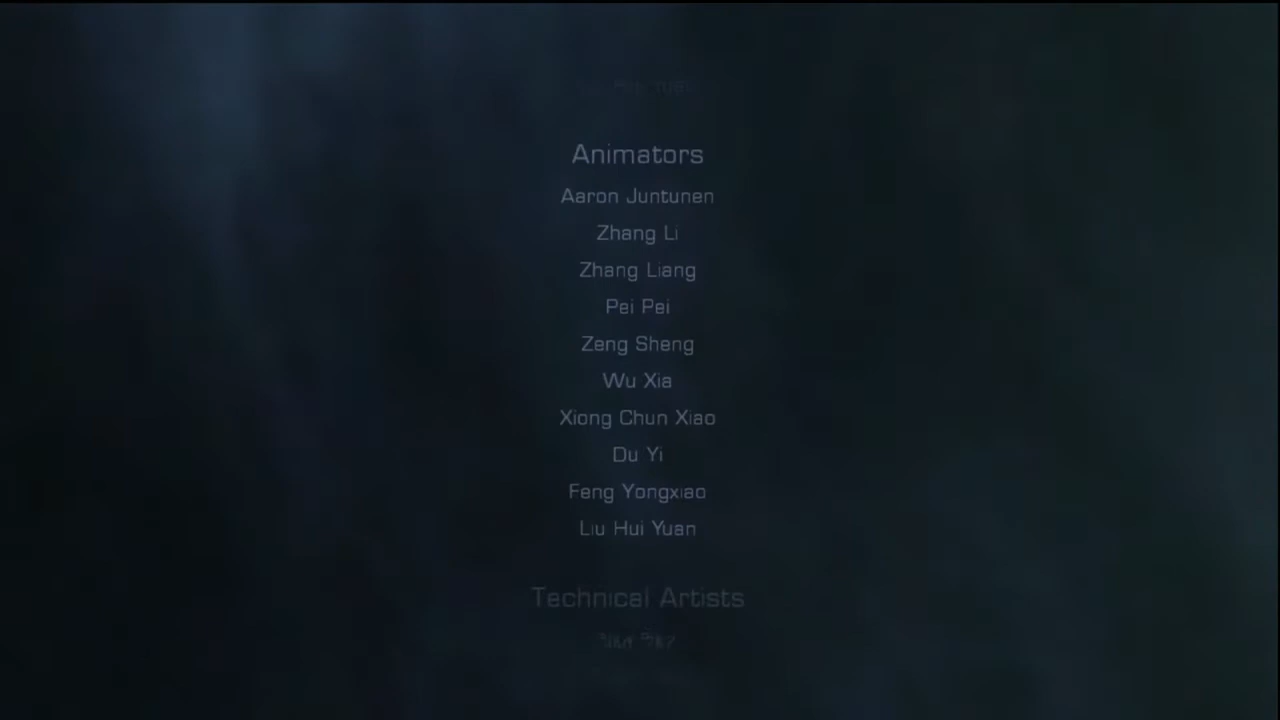 Animators
Aaron Juntunen
Zhang Li
Zhang Liang
Pei Pei
Zeng Sheng
Wu Xia
Xiong Chun Xiao
Du Yi
Feng Yongxiao
Liu Hui Yuan
Technical Artists